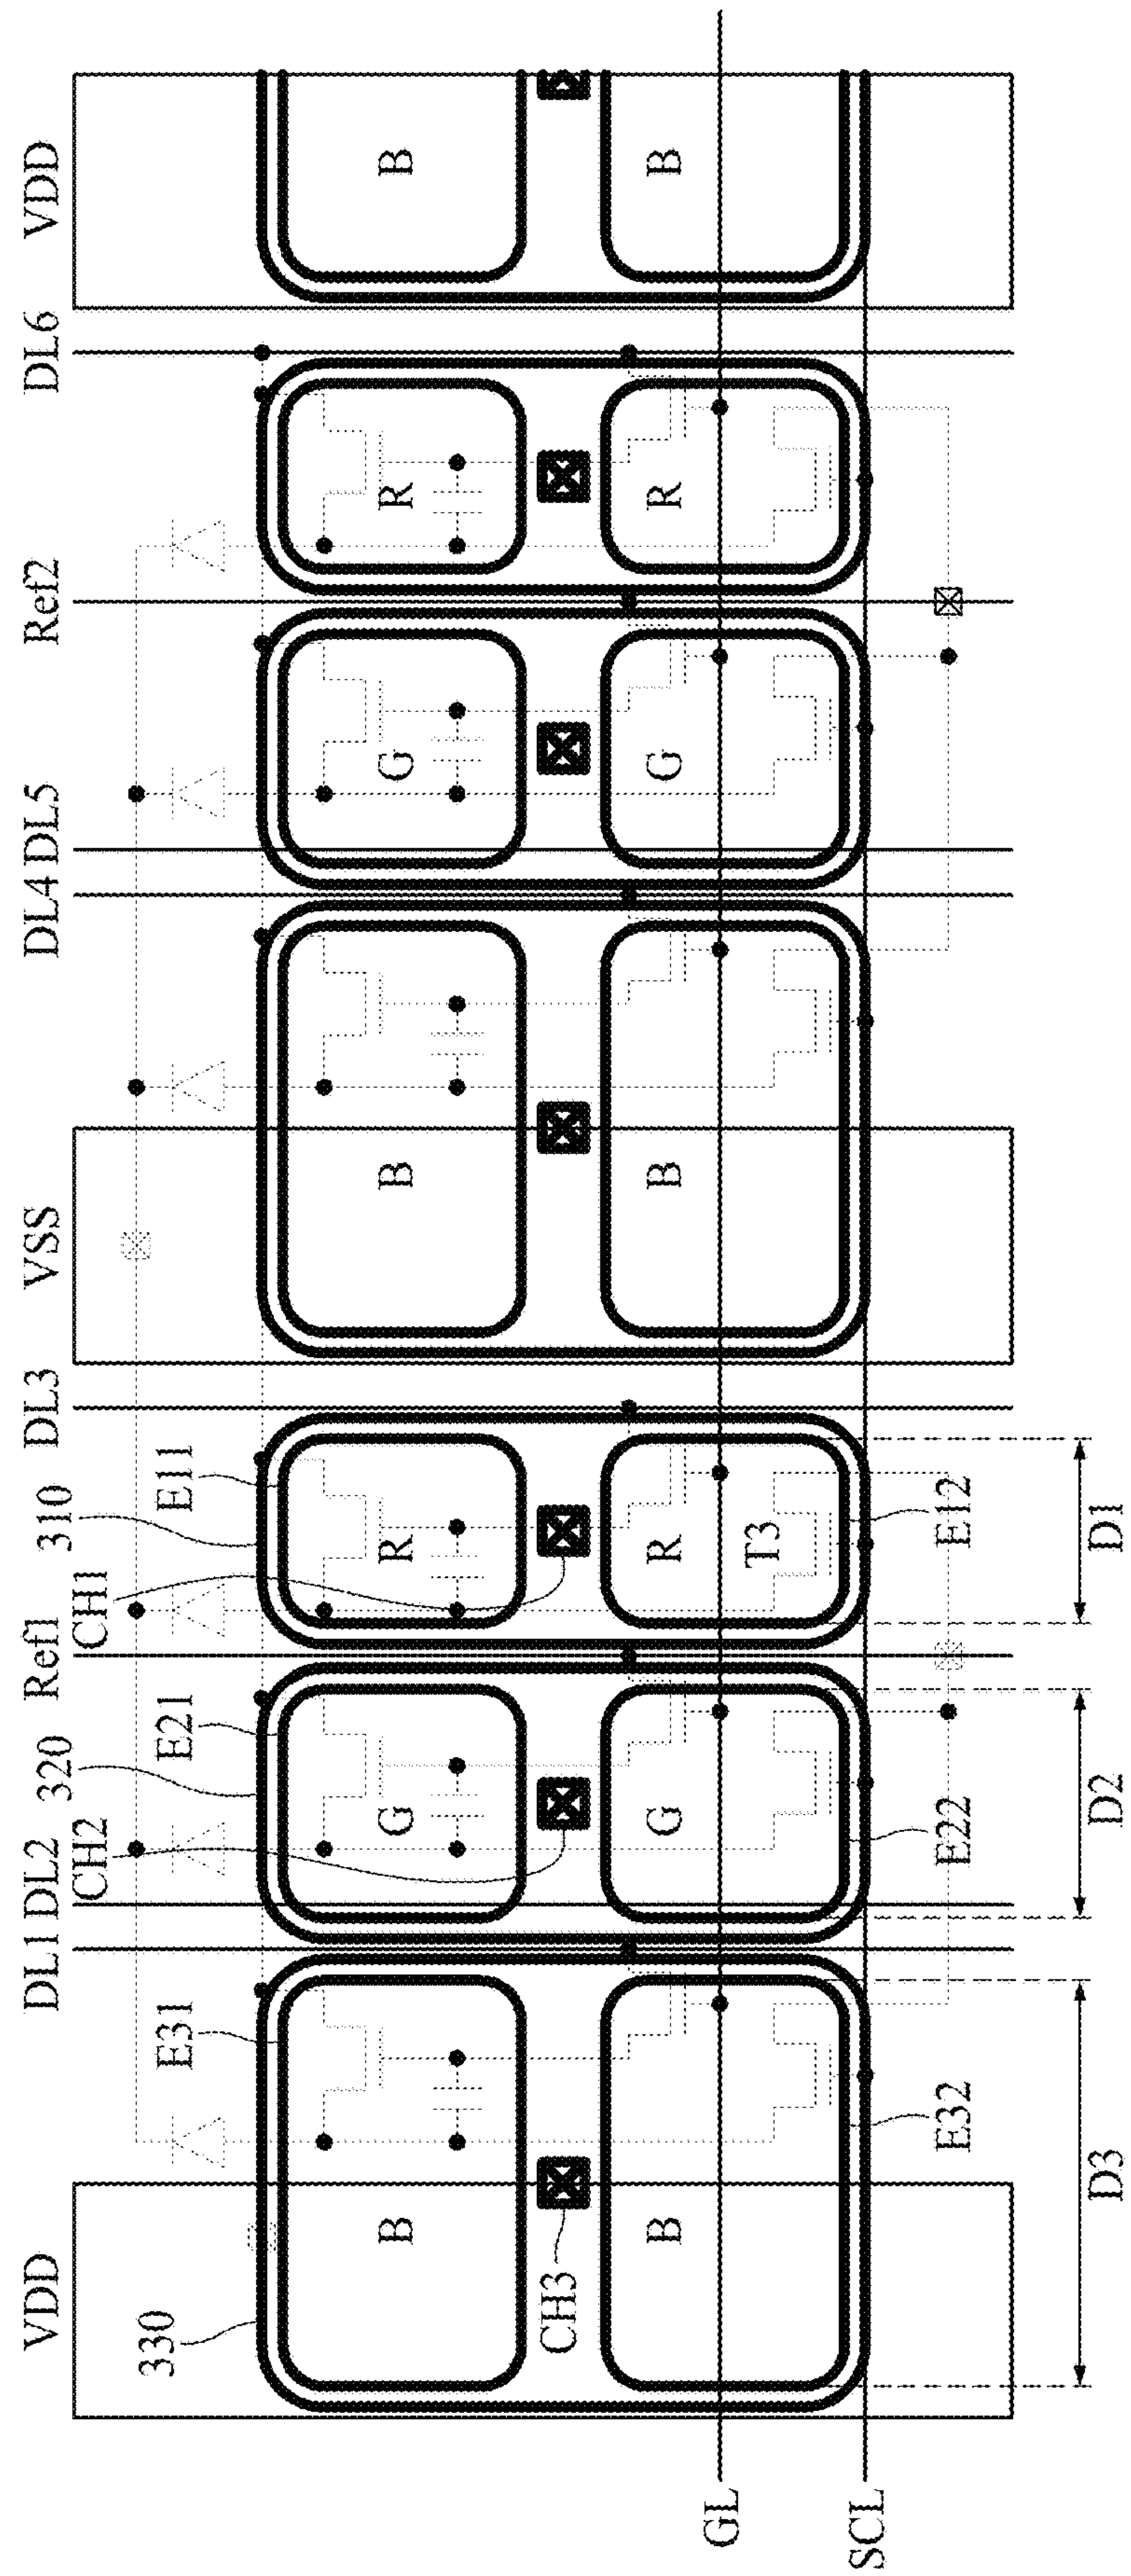 VDD
DL1
DL2
Ref1
DL3
VSS
DL4
DL5
Ref2
DL6
VDD
330
CH2
320
CH1
310
E31
E21
E11
B
G
R
B
G
R
B
CH3
B
G
R
B
G
R
B
T3
GL
SCL
E32
E22
E12
D3
D2
D1